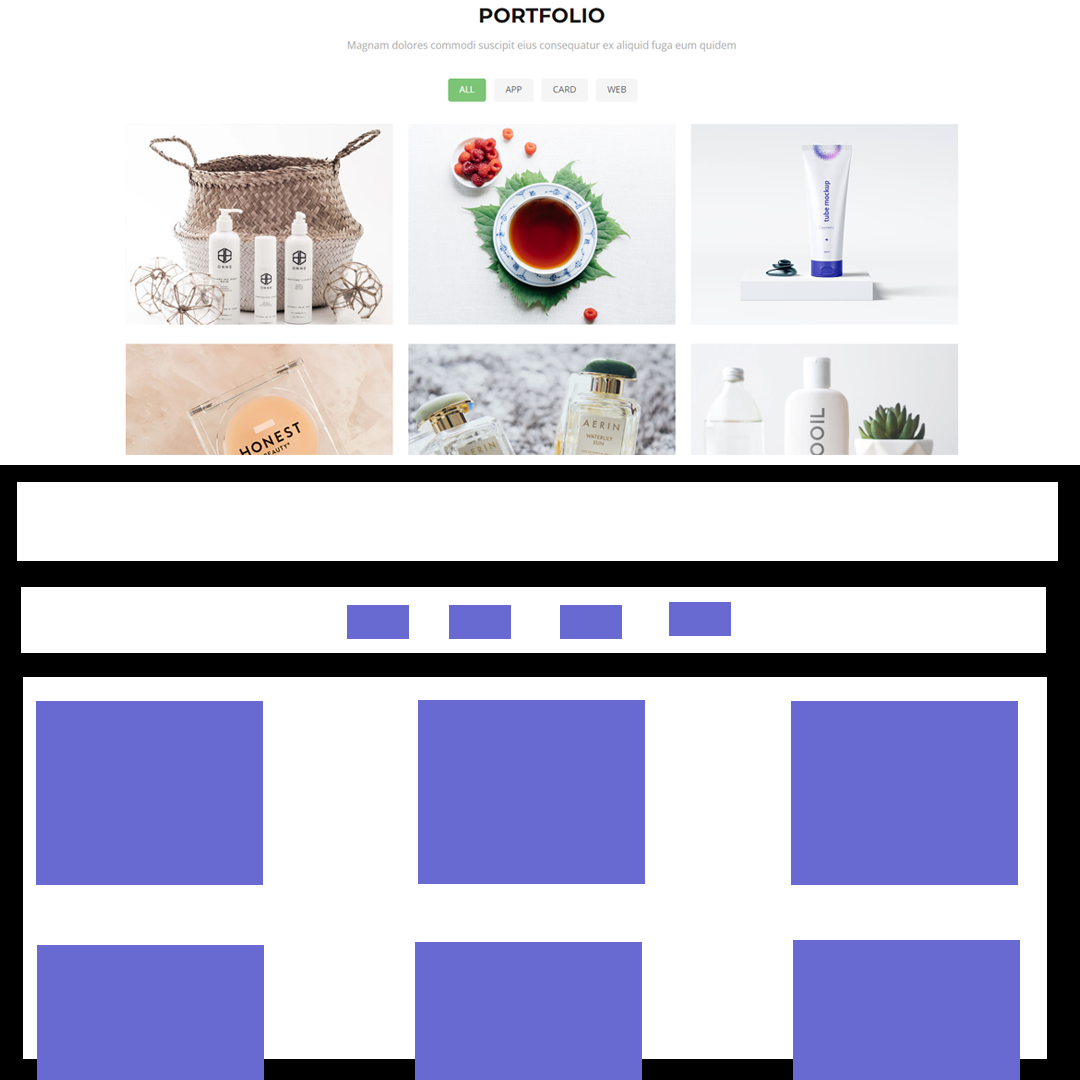 PORTFOLIO
Magnam dolores commodi suscipit eius consequatur ex aliquid fuga eum quidem
ALL APP CARD WEB
ONNE
ONNE
ONNE
tube mockup
HONEST
BEAUTY
AERIN
WATERLILY
SUN
AERIN
OOIL